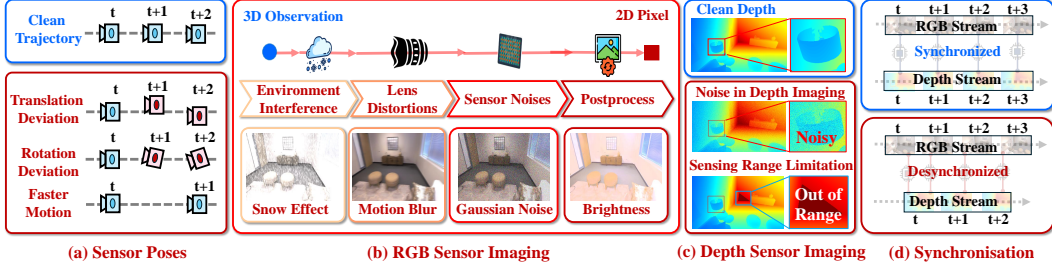 Clean
Trajectory
t
t+1
t+2
Translation
Deviation
t
t+1
t+2
Rotation
Deviation
t
t+1
t+2
Faster
Motion
t
t+1
(a) Sensor Poses
3D Observation
2D Pixel
Environment
Interference
Lens
Distortions
Sensor Noises
Postprocess
Snow Effect
Motion Blur
Gaussian Noise
Brightness
(b) RGB Sensor Imaging
Clean Depth
Noise in Depth Imaging
Noisy
Sensing Range Limitation
Out of
Range
(c) Depth Sensor Imaging
t t+1 t+2 t+3
RGB Stream
Synchronized
Depth Stream
t t+1 t+2 t+3
t t+1 t+2 t+3
RGB Stream
Desynchronized
Depth Stream
t t+1 t+2
(d) Synchronisation